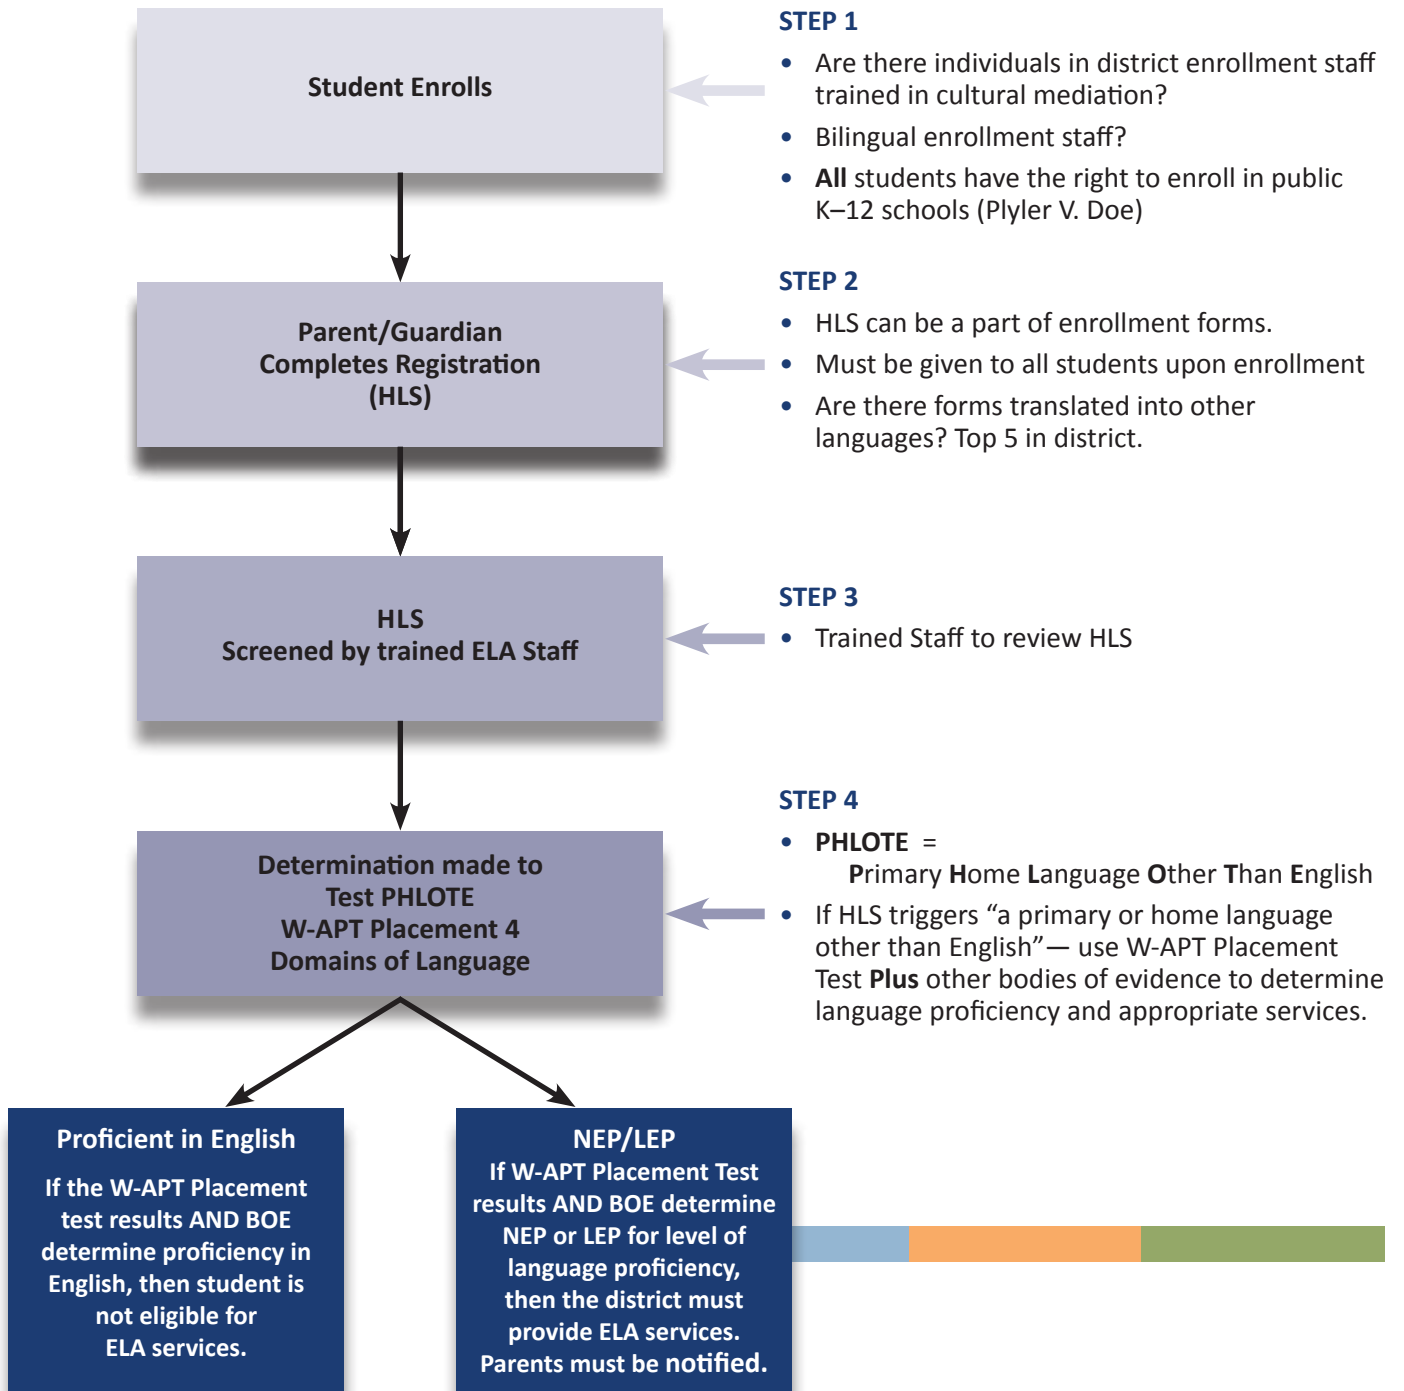 Student Enrolls
STEP 1
• Are there individuals in district enrollment staff
trained in cultural mediation?
• Bilingual enrollment staff?
• All students have the right to enroll in public
K–12 schools (Plyler V. Doe)
Parent/Guardian
Completes Registration
(HLS)
STEP 2
• HLS can be a part of enrollment forms.
• Must be given to all students upon enrollment
• Are there forms translated into other
languages? Top 5 in district.
HLS
Screened by trained ELA Staff
STEP 3
• Trained Staff to review HLS
Determination made to
Test PHLOTE
W-APT Placement 4
Domains of Language
STEP 4
• PHLOTE =
Primary Home Language Other Than English
• If HLS triggers “a primary or home language
other than English”— use W-APT Placement
Test Plus other bodies of evidence to determine
language proficiency and appropriate services.
Proficient in English
If the W-APT Placement
test results AND BOE
determine proficiency in
English, then student is
not eligible for
ELA services.
NEP/LEP
If W-APT Placement Test
results AND BOE determine
NEP or LEP for level of
language proficiency,
then the district must
provide ELA services.
Parents must be notified.